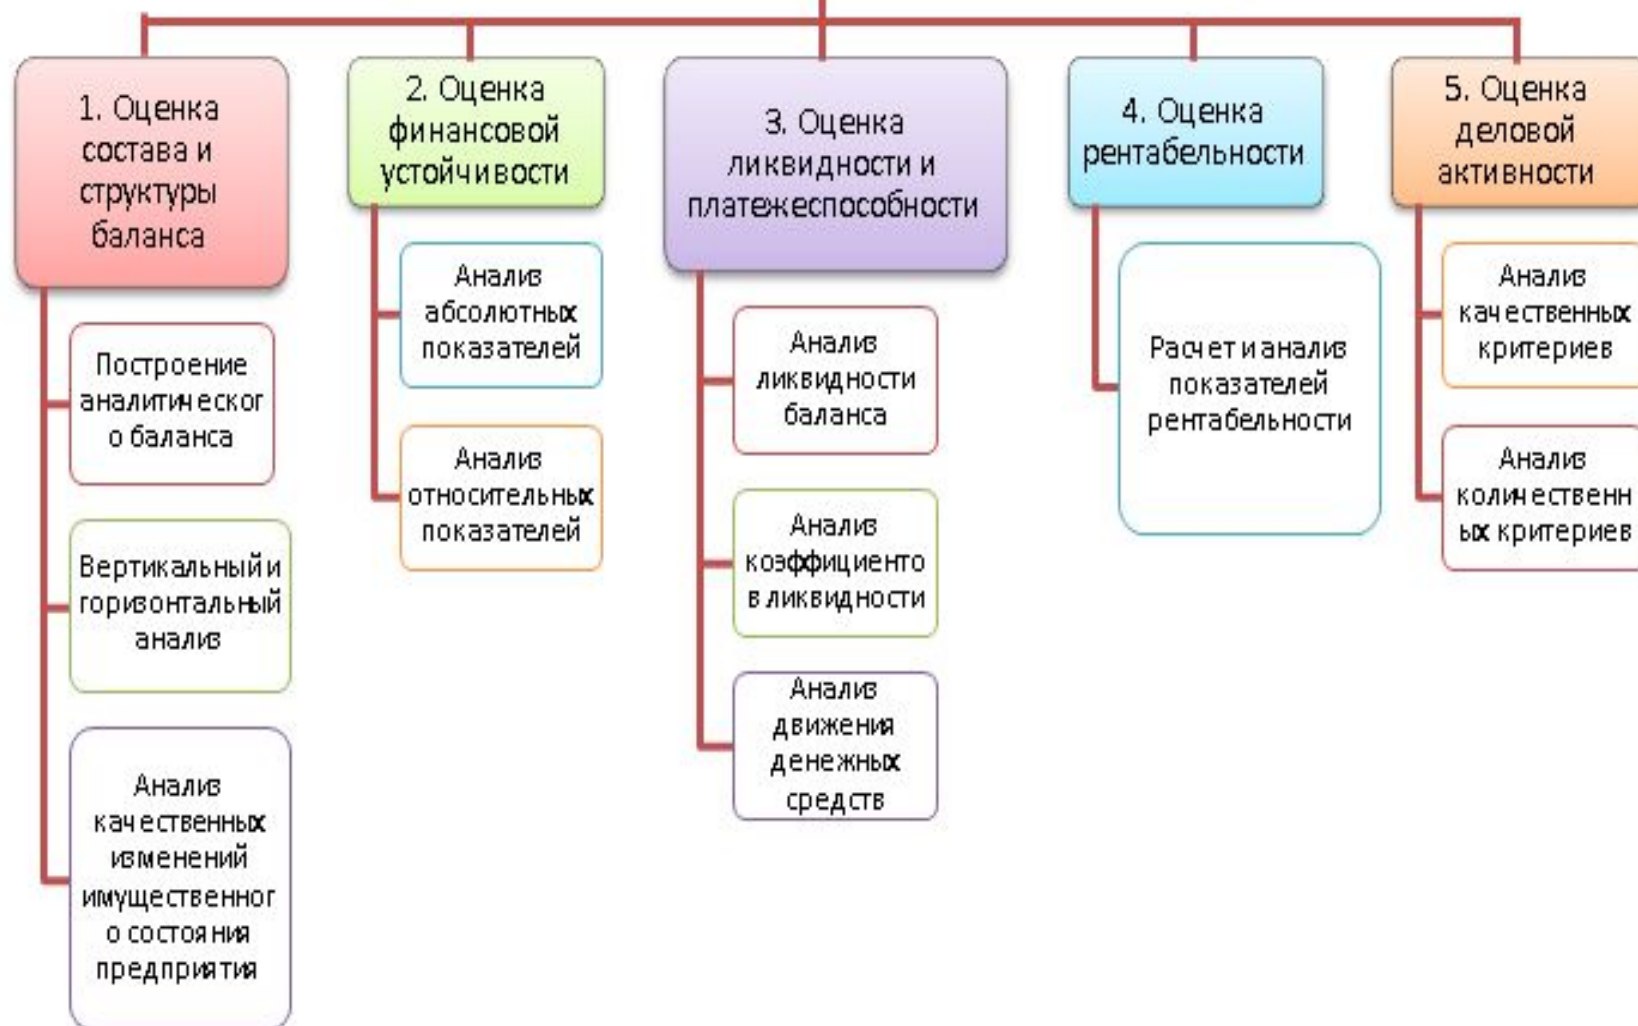 1. Оценка
состава и
структуры
баланса
Построение
аналитическог
о баланса
Вертикальный и
горизонтальный
анализ
Анализ
качественных
изменений
имущественног
о состояния
предприятия
2. Оценка
финансовой
устойчивости
Анализ
абсолютных
показателей
Анализ
относительных
показателей
3. Оценка
ликвидности и
платежеспособности
Анализ
ликвидности
баланса
Анализ
коэффициенто
в ликвидности
Анализ
движения
денежных
средств
4. Оценка
рентабельности
Расчет и анализ
показателей
рентабельности
5. Оценка
деловой
активности
Анализ
качественных
критериев
Анализ
количественн
ых критериев